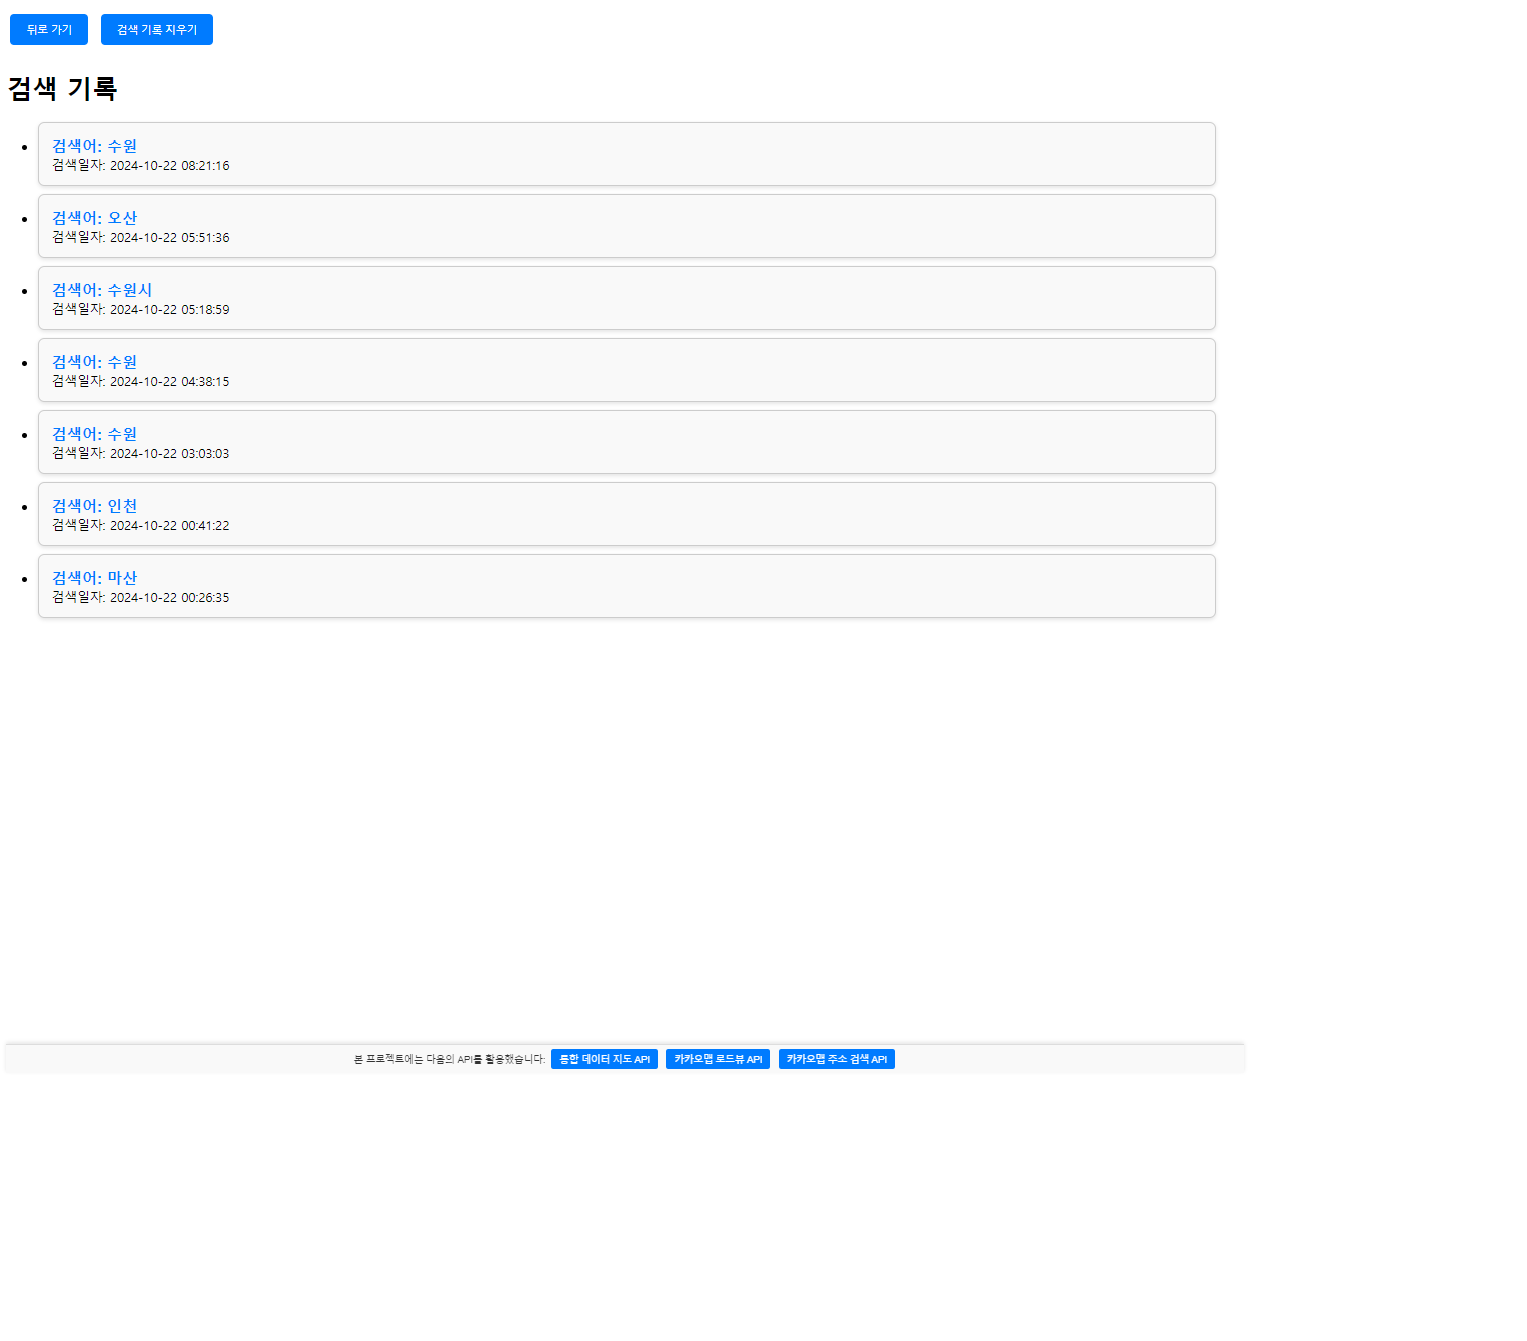 뒤로 가기 검색 기록 지우기
검색 기록
검색어: 수원
검색일자: 2024-10-22 08:21:16
검색어: 오산
검색일자: 2024-10-22 05:51:36
검색어: 수원시
검색일자: 2024-10-22 05:18:59
검색어: 수원
검색일자: 2024-10-22 04:38:15
검색어: 수원
검색일자: 2024-10-22 03:03:03
검색어: 인천
검색일자: 2024-10-22 00:41:22
검색어: 마산
검색일자: 2024-10-22 00:26:35
본 프로젝트에는 다음의 API를 활용했습니다: 통합 데이터 지도 API 카카오맵 로드뷰 API 카카오맵 주소 검색 API